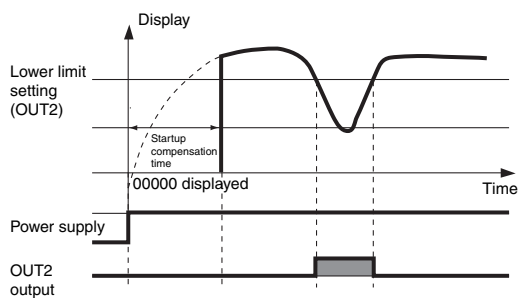 Display
Lower limit
setting
(OUT2)
Startup
compensation
time
00000 displayed
Time
Power supply
OUT2
output